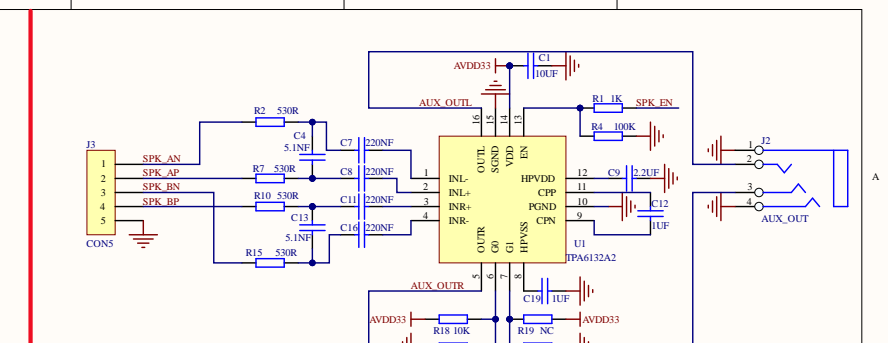 C1
AVDD33
10UF
AUX_OUTL
R1 1K
SPK_EN
R2 530R
16
15
14
13
R4 100K
J3
C4
5.1NF
C7 220NF
OUTL
SGND
VDD
EN
J2
1
SPK_AN
1
2
SPK_AP
R7 530R
C8 220NF
1
INL-
HPVDD
12
C9 2.2UF
2
A
3
SPK_BN
R10 530R
C11 220NF
2
INL+
CPP
11
3
4
SPK_BP
C13
3
INR+
PGND
10
C12
4
5
5.1NF
C16 220NF
4
INR-
CPN
9
1UF
AUX_OUT
CON5
R15 530R
OUTR
G0
G1
HPVSS
U1
TPA6132A2
AUX_OUTR
5
6
7
8
C19 1UF
AVDD33
R18 10K
R19 NC
AVDD33